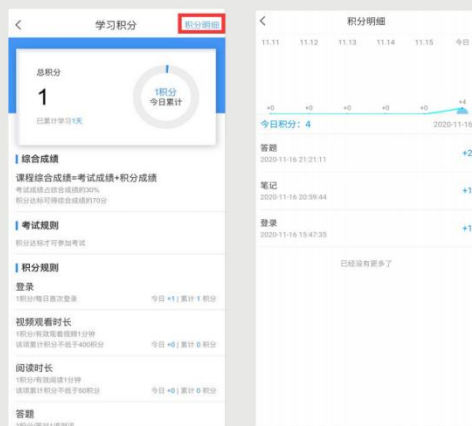 学习积分
积分明细
总积分
1
已累计学习1天
1积分
今日累计
综合成绩
课程综合成绩=考试成绩+积分成绩
考试成绩占综合成绩的30%
积分达标可得综合成绩的70分
考试规则
积分达标才可参加考试
积分规则
登录
1积分/每日首次登录
今日 +1 | 累计 1 积分
视频观看时长
1积分/有效观看视频1分钟
该项累计积分不低于400积分
今日 +0 | 累计 0 积分
阅读时长
1积分/有效阅读1分钟
该项累计积分不低于60积分
今日 +0 | 累计 0 积分
答题
积分明细
11.11 11.12 11.13 11.14 11.15 今日
+0 +0 +0 +0 +0 +4
今日积分：4
2020-11-16
答题
2020-11-16 21:21:11
+2
笔记
2020-11-16 20:59:44
+1
登录
2020-11-16 15:47:35
+1
已经没有更多了